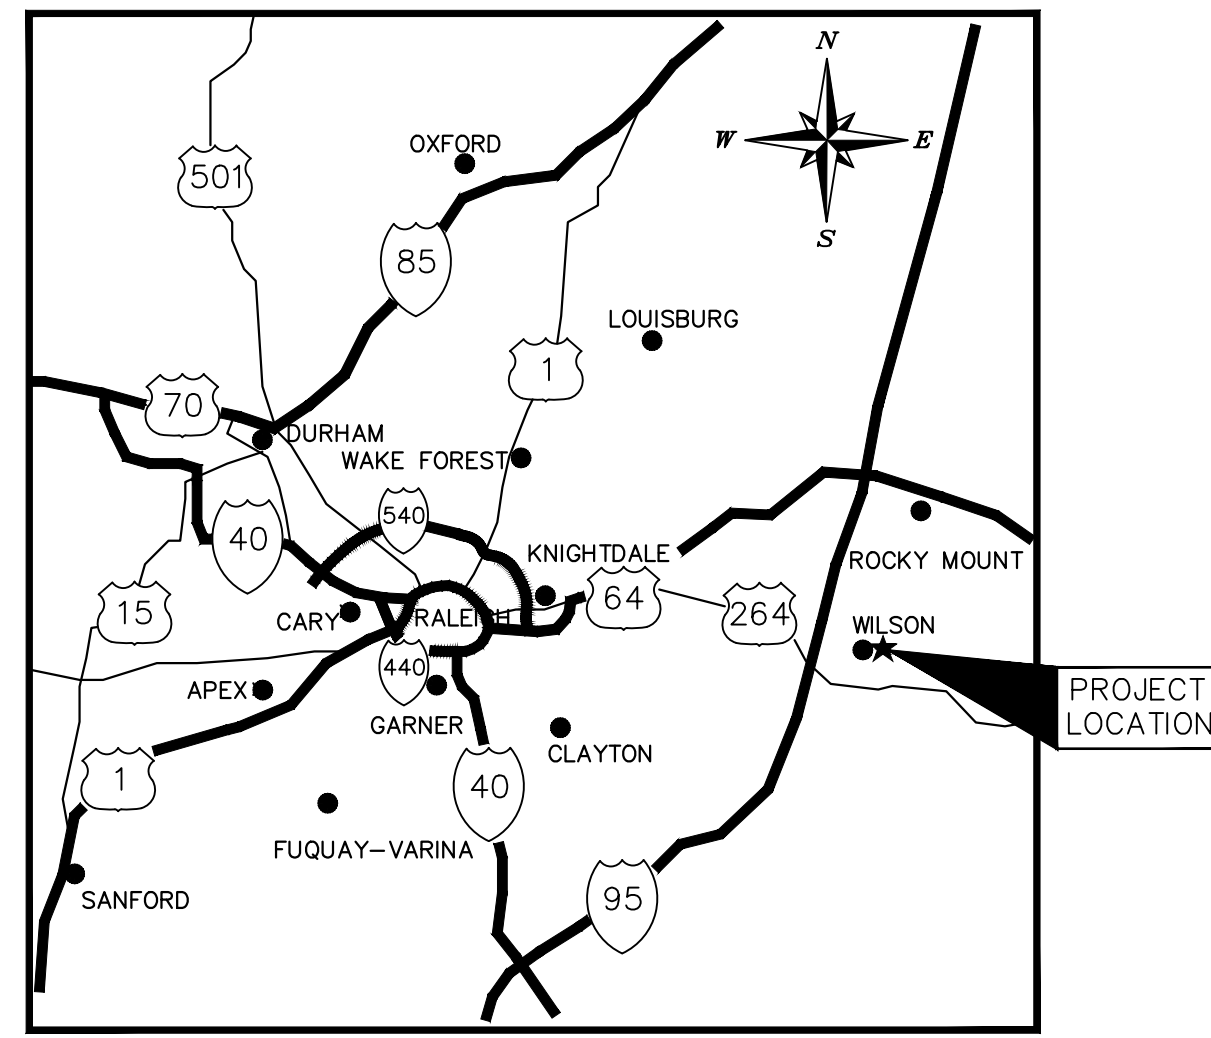 N
W
E
S
OXFORD
501
85
LOUISBURG
1
70
DURHAM
WAKE FOREST
540
40
KNIGHTDALE
ROCKY MOUNT
15
CARY
RALEIGH
64
264
WILSON
440
APEX
GARNER
PROJECT
LOCATION
CLAYTON
1
40
FUQUAY-VARINA
SANFORD
95